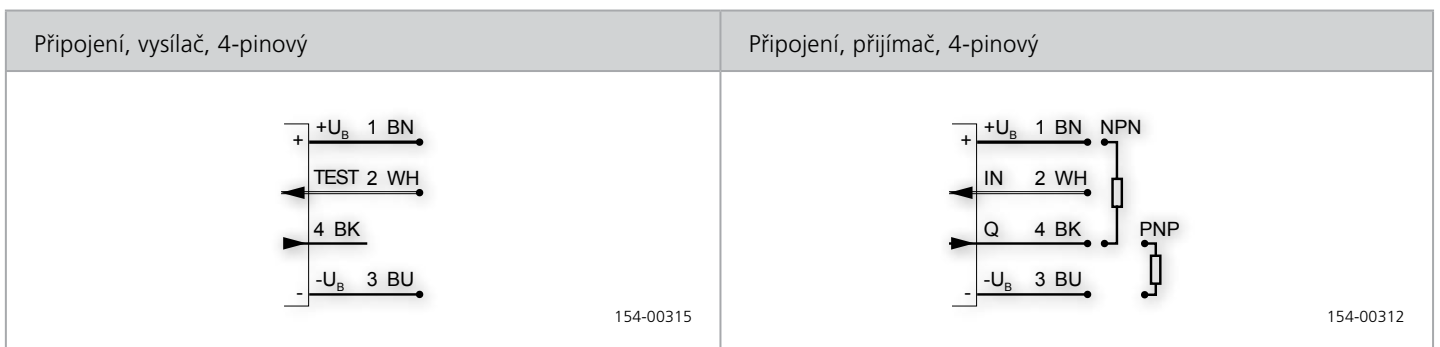 Připojení, vysílač, 4-pinový
+
+U_B 1 BN
TEST 2 WH
4 BK
-U_B 3 BU
-
154-00315
Připojení, přijímač, 4-pinový
+
+U_B 1 BN NPN
IN 2 WH
Q 4 BK PNP
-U_B 3 BU
-
154-00312